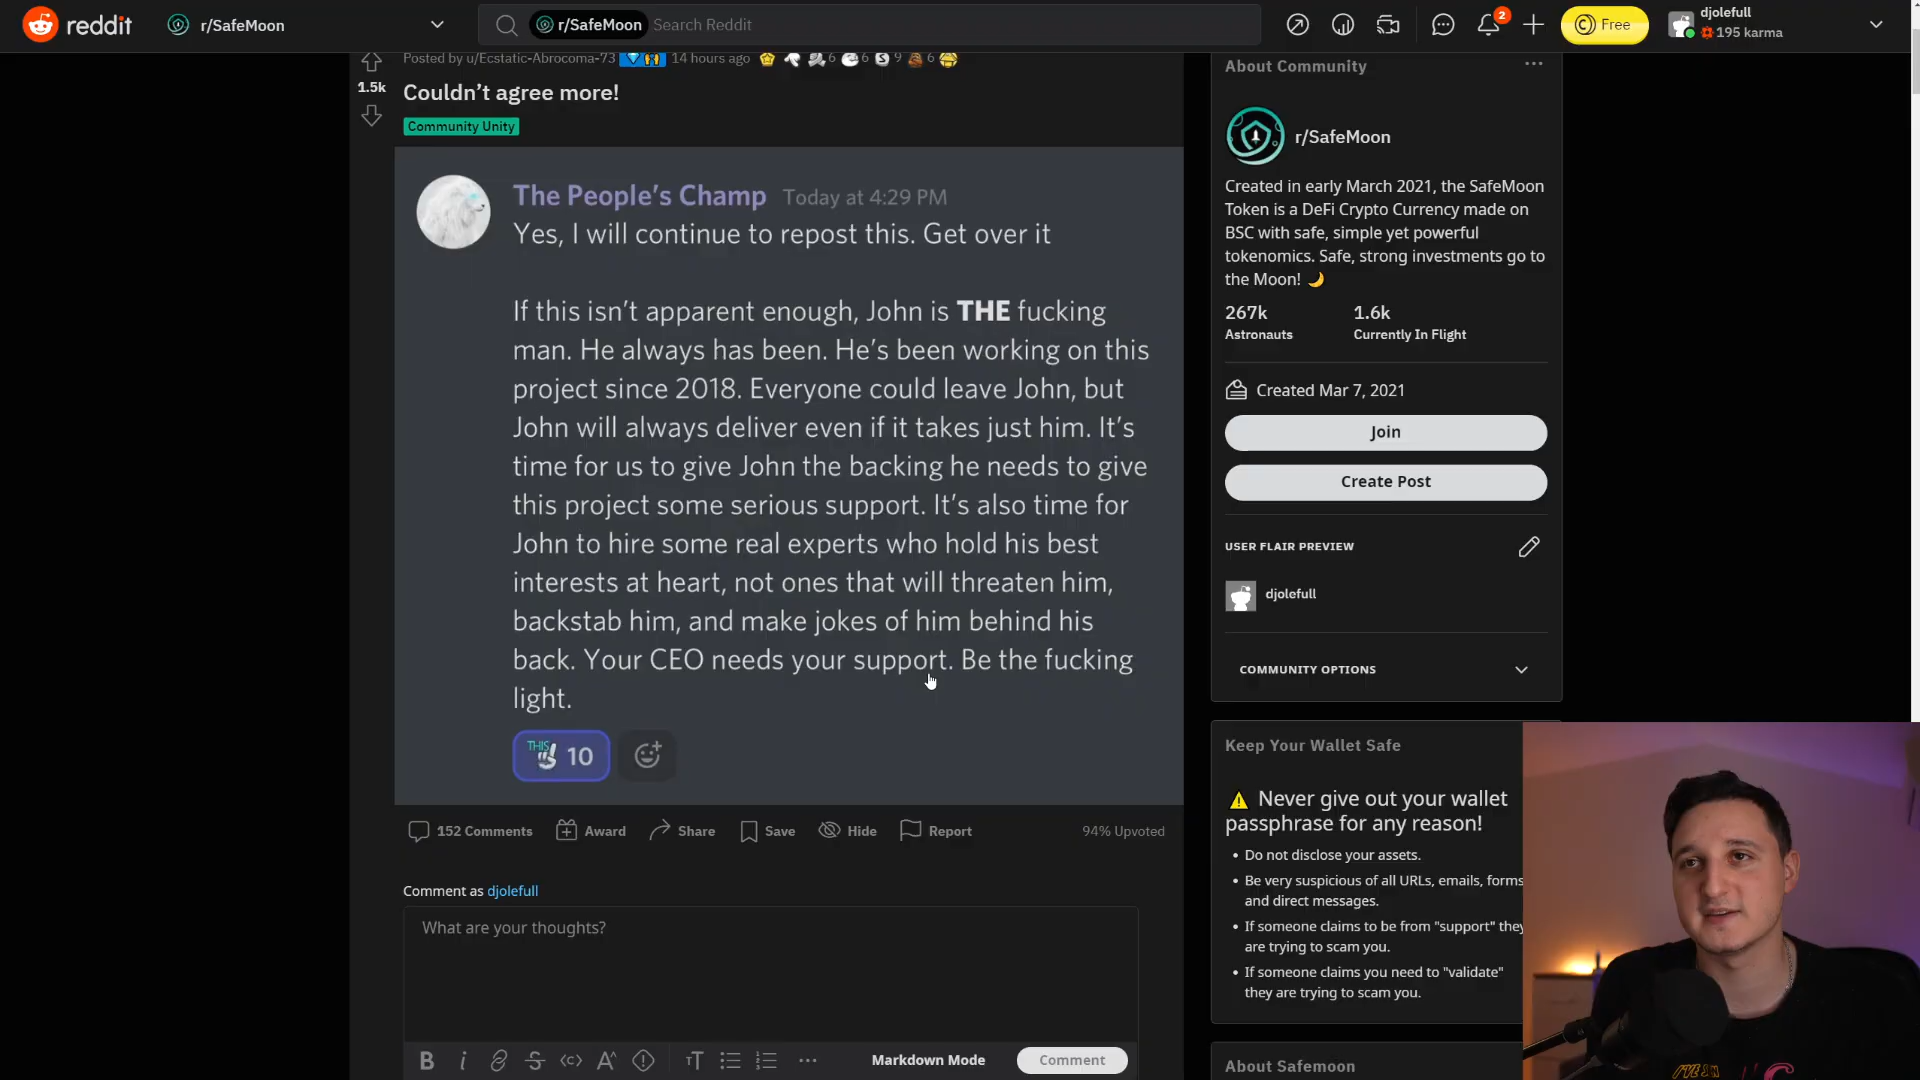 reddit
r/SafeMoon
r/SafeMoon Search Reddit
2
Free
djolefull
195 karma
Posted by u/Ecstatic-Abrocoma-73 14 hours ago 6 6 9 6
1.5k
Couldn’t agree more!
Community Unity
The People’s Champ Today at 4:29 PM
Yes, I will continue to repost this. Get over it
If this isn’t apparent enough, John is THE fucking
man. He always has been. He’s been working on this
project since 2018. Everyone could leave John, but
John will always deliver even if it takes just him. It’s
time for us to give John the backing he needs to give
this project some serious support. It’s also time for
John to hire some real experts who hold his best
interests at heart, not ones that will threaten him,
backstab him, and make jokes of him behind his
back. Your CEO needs your support. Be the fucking
light.
THIS 10
152 Comments Award Share Save Hide Report 94% Upvoted
Comment as djolefull
What are your thoughts?
Markdown Mode Comment
About Community
r/SafeMoon
Created in early March 2021, the SafeMoon
Token is a DeFi Crypto Currency made on
BSC with safe, simple yet powerful
tokenomics. Safe, strong investments go to
the Moon! 🌙
267k 1.6k
Astronauts Currently In Flight
Created Mar 7, 2021
Join
Create Post
USER FLAIR PREVIEW
djolefull
COMMUNITY OPTIONS
Keep Your Wallet Safe
⚠ Never give out your wallet
passphrase for any reason!
• Do not disclose your assets.
• Be very suspicious of all URLs, emails, forms
and direct messages.
• If someone claims to be from "support" they
are trying to scam you.
• If someone claims you need to "validate"
they are trying to scam you.
About Safemoon